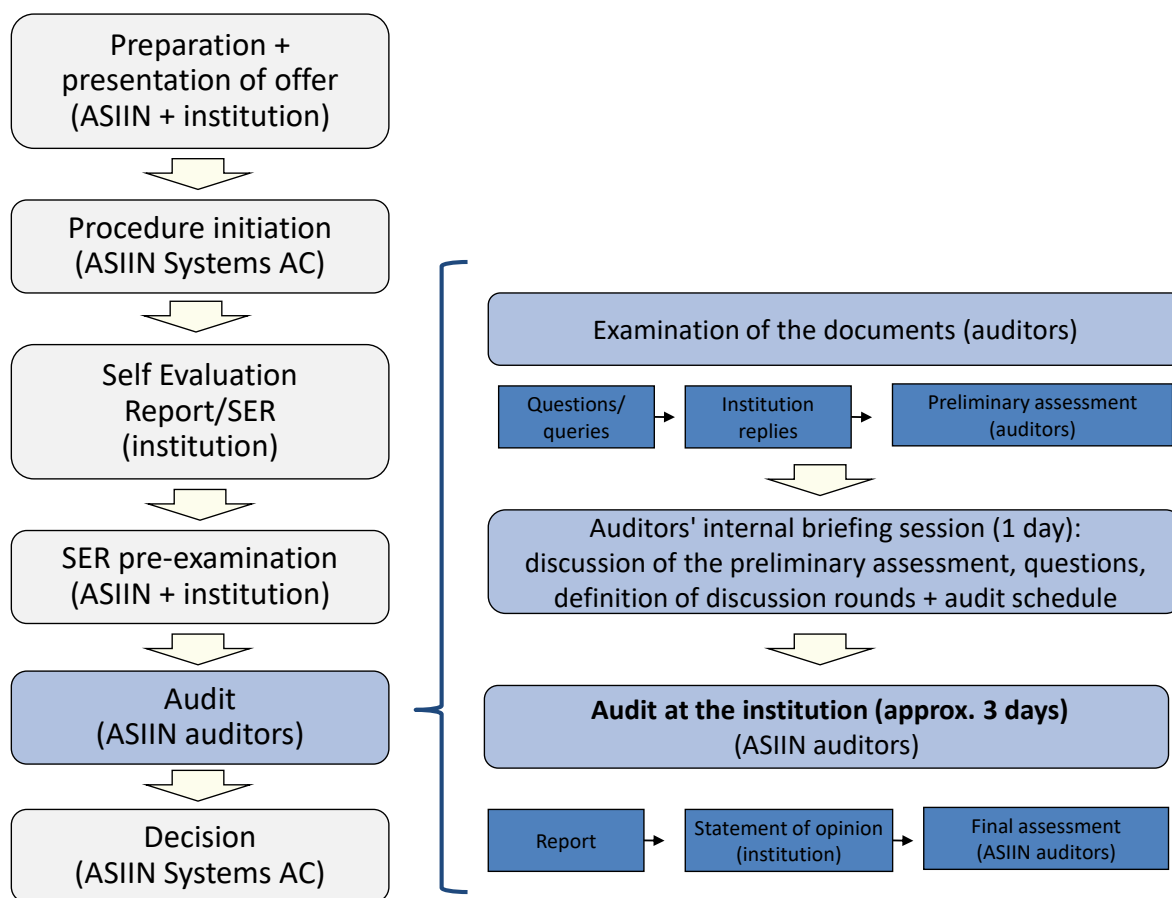 Preparation +
presentation of offer
(ASIIN + institution)
Procedure initiation
(ASIIN Systems AC)
Self Evaluation
Report/SER
(institution)
SER pre-examination
(ASIIN + institution)
Audit
(ASIIN auditors)
Decision
(ASIIN Systems AC)
Examination of the documents (auditors)
Questions/
queries
Institution
replies
Preliminary assessment
(auditors)
Auditors' internal briefing session (1 day):
discussion of the preliminary assessment, questions,
definition of discussion rounds + audit schedule
Audit at the institution (approx. 3 days)
(ASIIN auditors)
Report
Statement of opinion
(institution)
Final assessment
(ASIIN auditors)